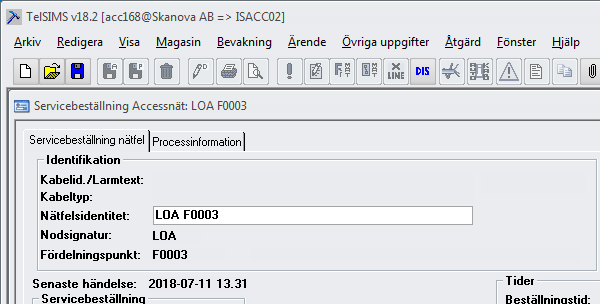 TelSIMS v18.2 [acc168@Skanova AB => ISACC02]
Arkiv Redigera Visa Magasin Bevakning Ärende Övriga uppgifter Åtgärd Fönster Hjälp
LINE DIS
Servicebeställning Accessnät: LOA F0003
Servicebeställning nätfel Processinformation
Identifikation
Kabelid./Larmtext:
Kabeltyp:
Nätfelsidentitet: LOA F0003
Nodsignatur: LOA
Fördelningspunkt: F0003
Senaste händelse: 2018-07-11 13.31 Tider
Servicebeställning Beställningstid: